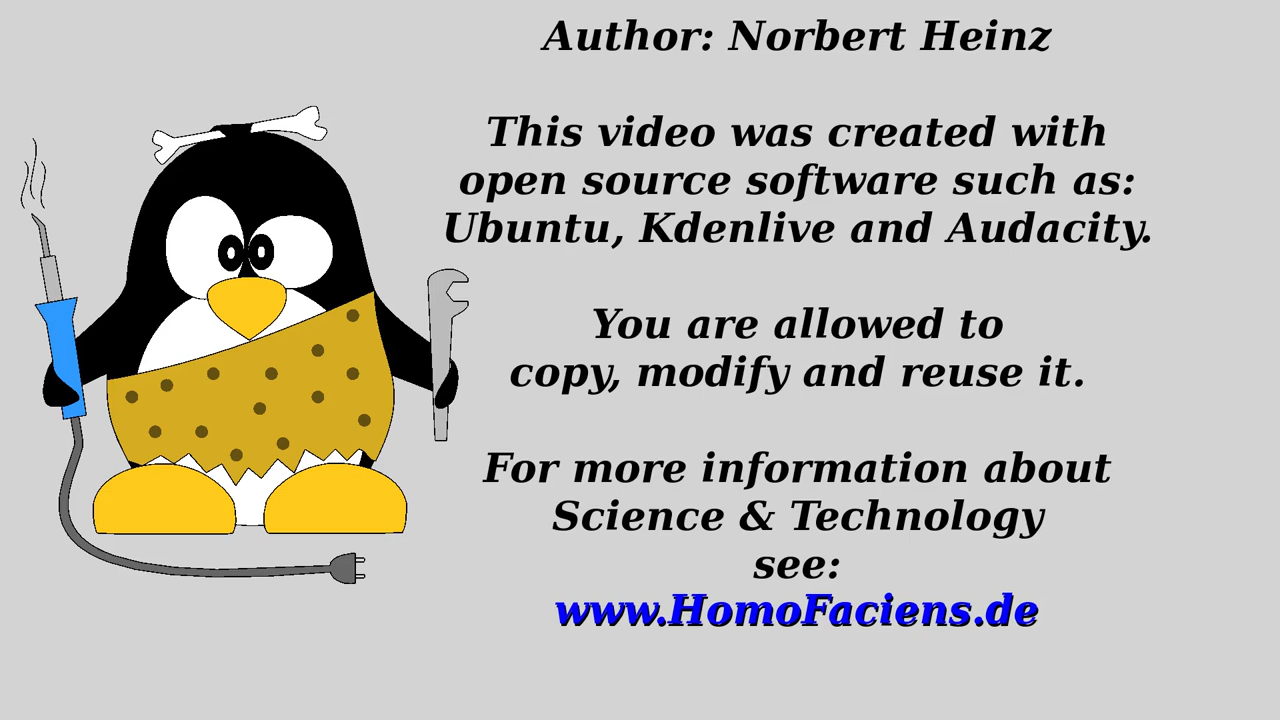 Author: Norbert Heinz
This video was created with
open source software such as:
Ubuntu, Kdenlive and Audacity.
You are allowed to
copy, modify and reuse it.
For more information about
Science & Technology
see:
www.HomoFaciens.de